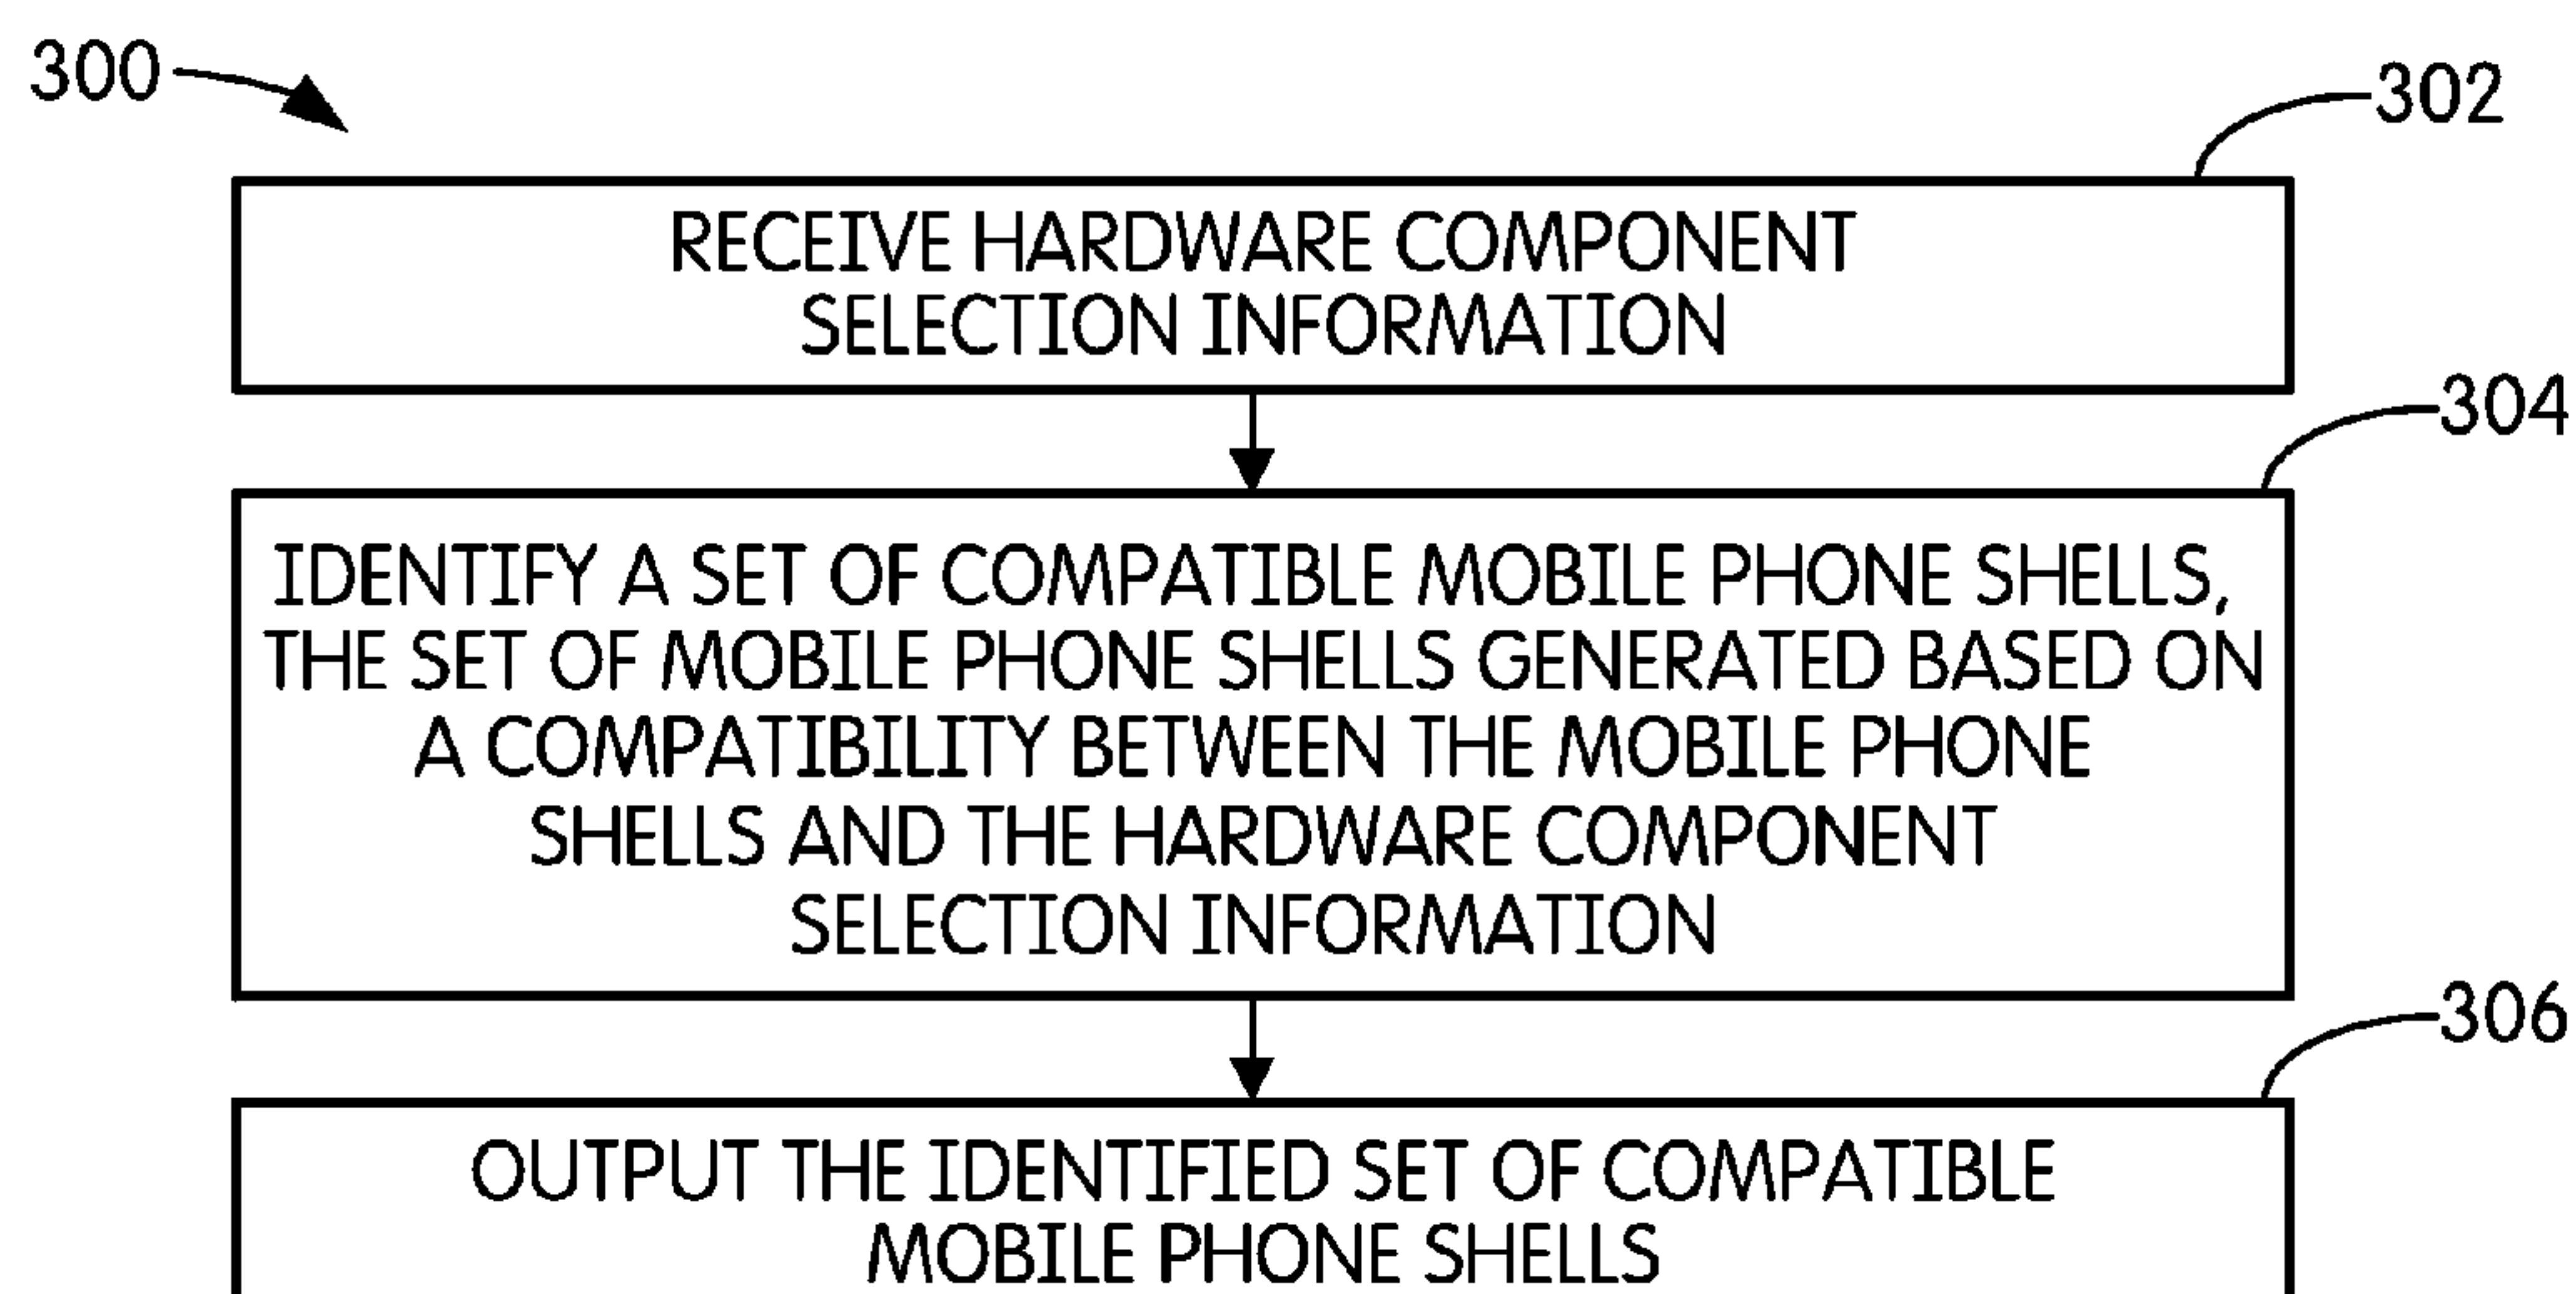 300
302
RECEIVE HARDWARE COMPONENT
SELECTION INFORMATION
304
IDENTIFY A SET OF COMPATIBLE MOBILE PHONE SHELLS,
THE SET OF MOBILE PHONE SHELLS GENERATED BASED ON
A COMPATIBILITY BETWEEN THE MOBILE PHONE
SHELLS AND THE HARDWARE COMPONENT
SELECTION INFORMATION
306
OUTPUT THE IDENTIFIED SET OF COMPATIBLE
MOBILE PHONE SHELLS